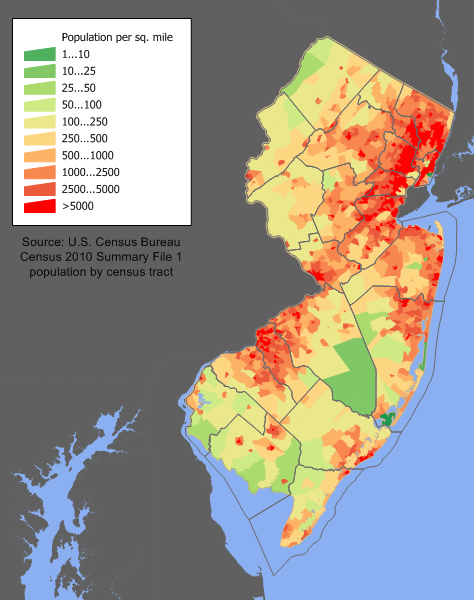 Population per sq. mile
1...10
10...25
25...50
50...100
100...250
250...500
500...1000
1000...2500
2500...5000
>5000
Source: U.S. Census Bureau
Census 2010 Summary File 1
population by census tract